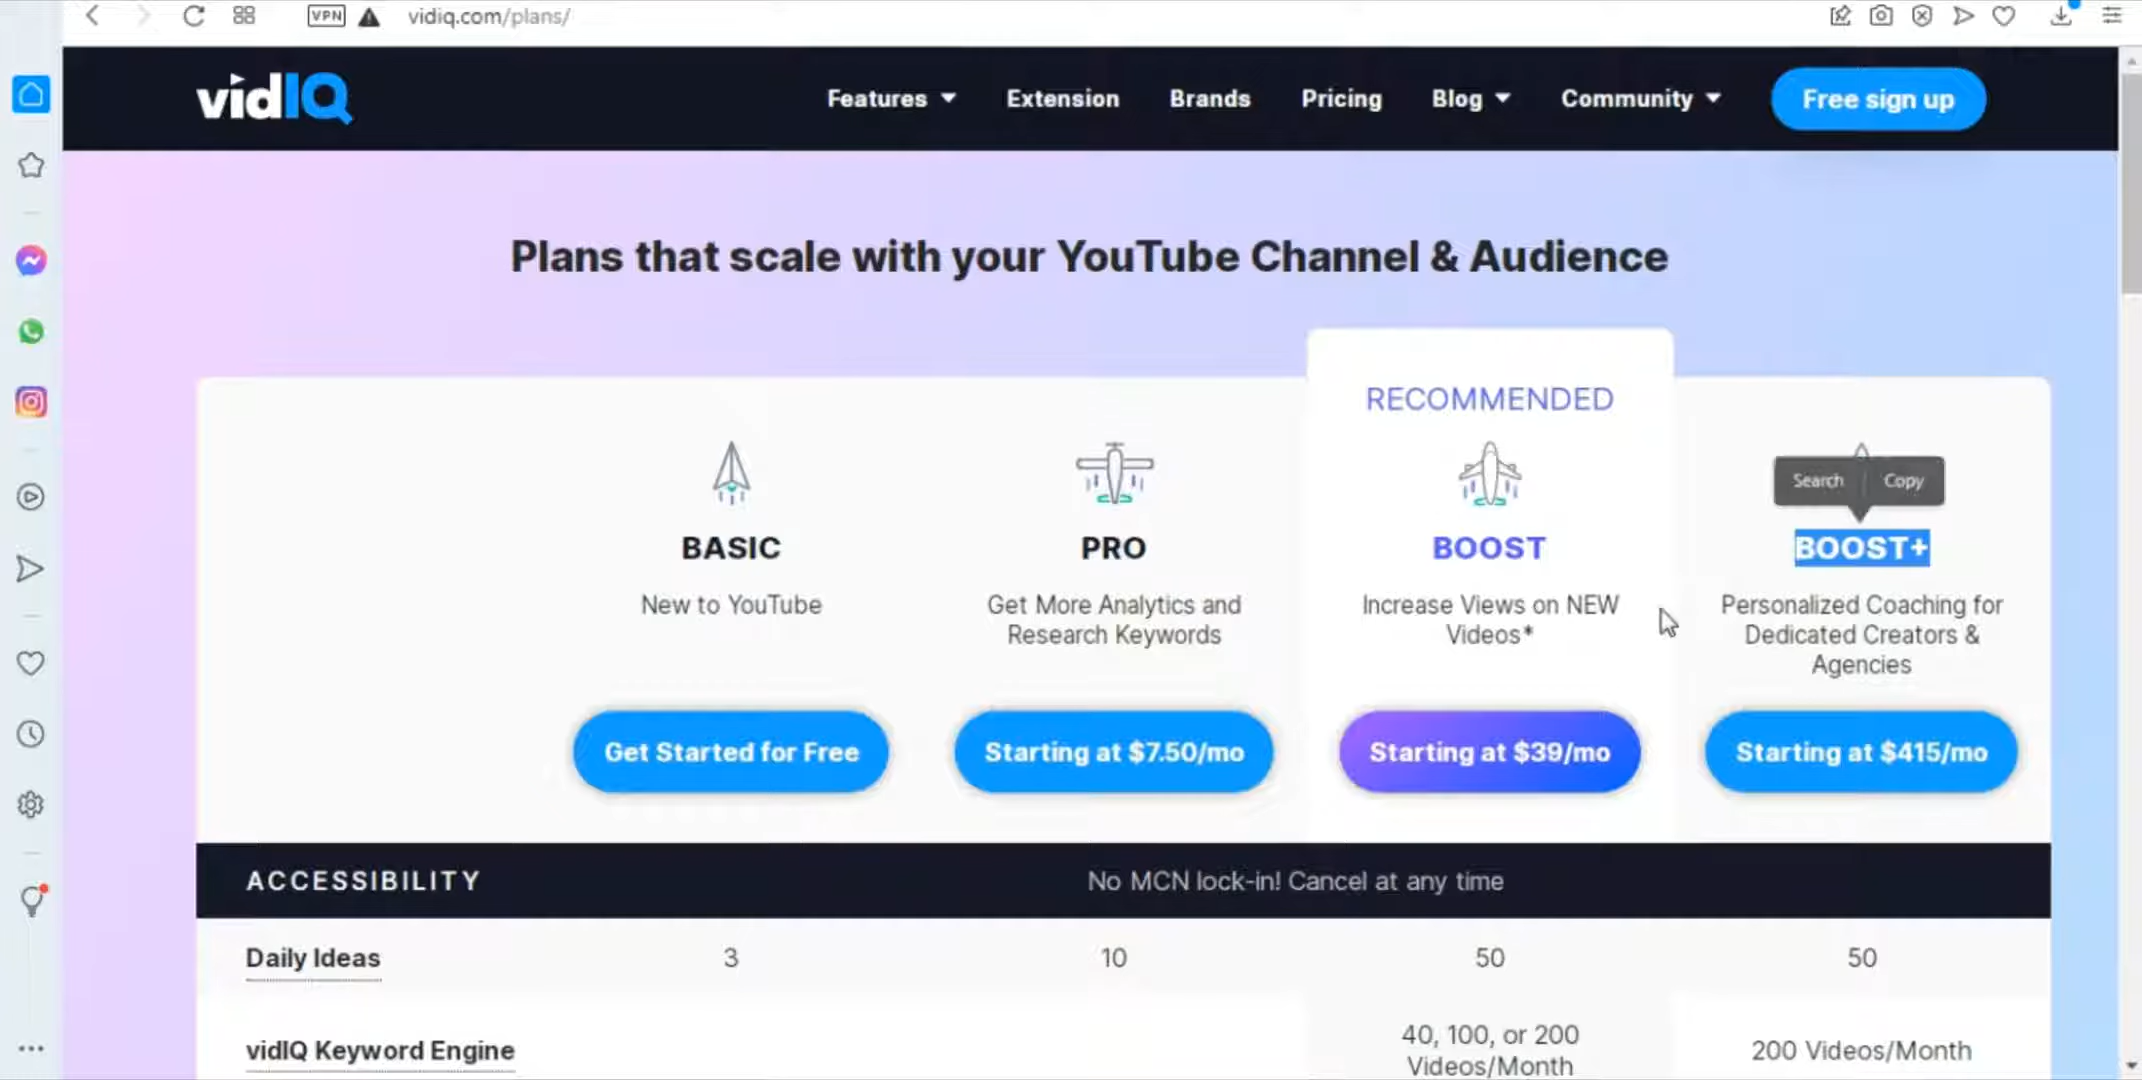 VPN
vidiq.com/plans/
vidIQ
Features
Extension
Brands
Pricing
Blog
Community
Free sign up
Plans that scale with your YouTube Channel & Audience
RECOMMENDED
Search
Copy
BASIC
PRO
BOOST
BOOST+
New to YouTube
Get More Analytics and
Research Keywords
Increase Views on NEW
Videos*
Personalized Coaching for
Dedicated Creators &
Agencies
Get Started for Free
Starting at $7.50/mo
Starting at $39/mo
Starting at $415/mo
ACCESSIBILITY
No MCN lock-in! Cancel at any time
Daily Ideas
3
10
50
50
vidIQ Keyword Engine
40, 100, or 200
Videos/Month
200 Videos/Month